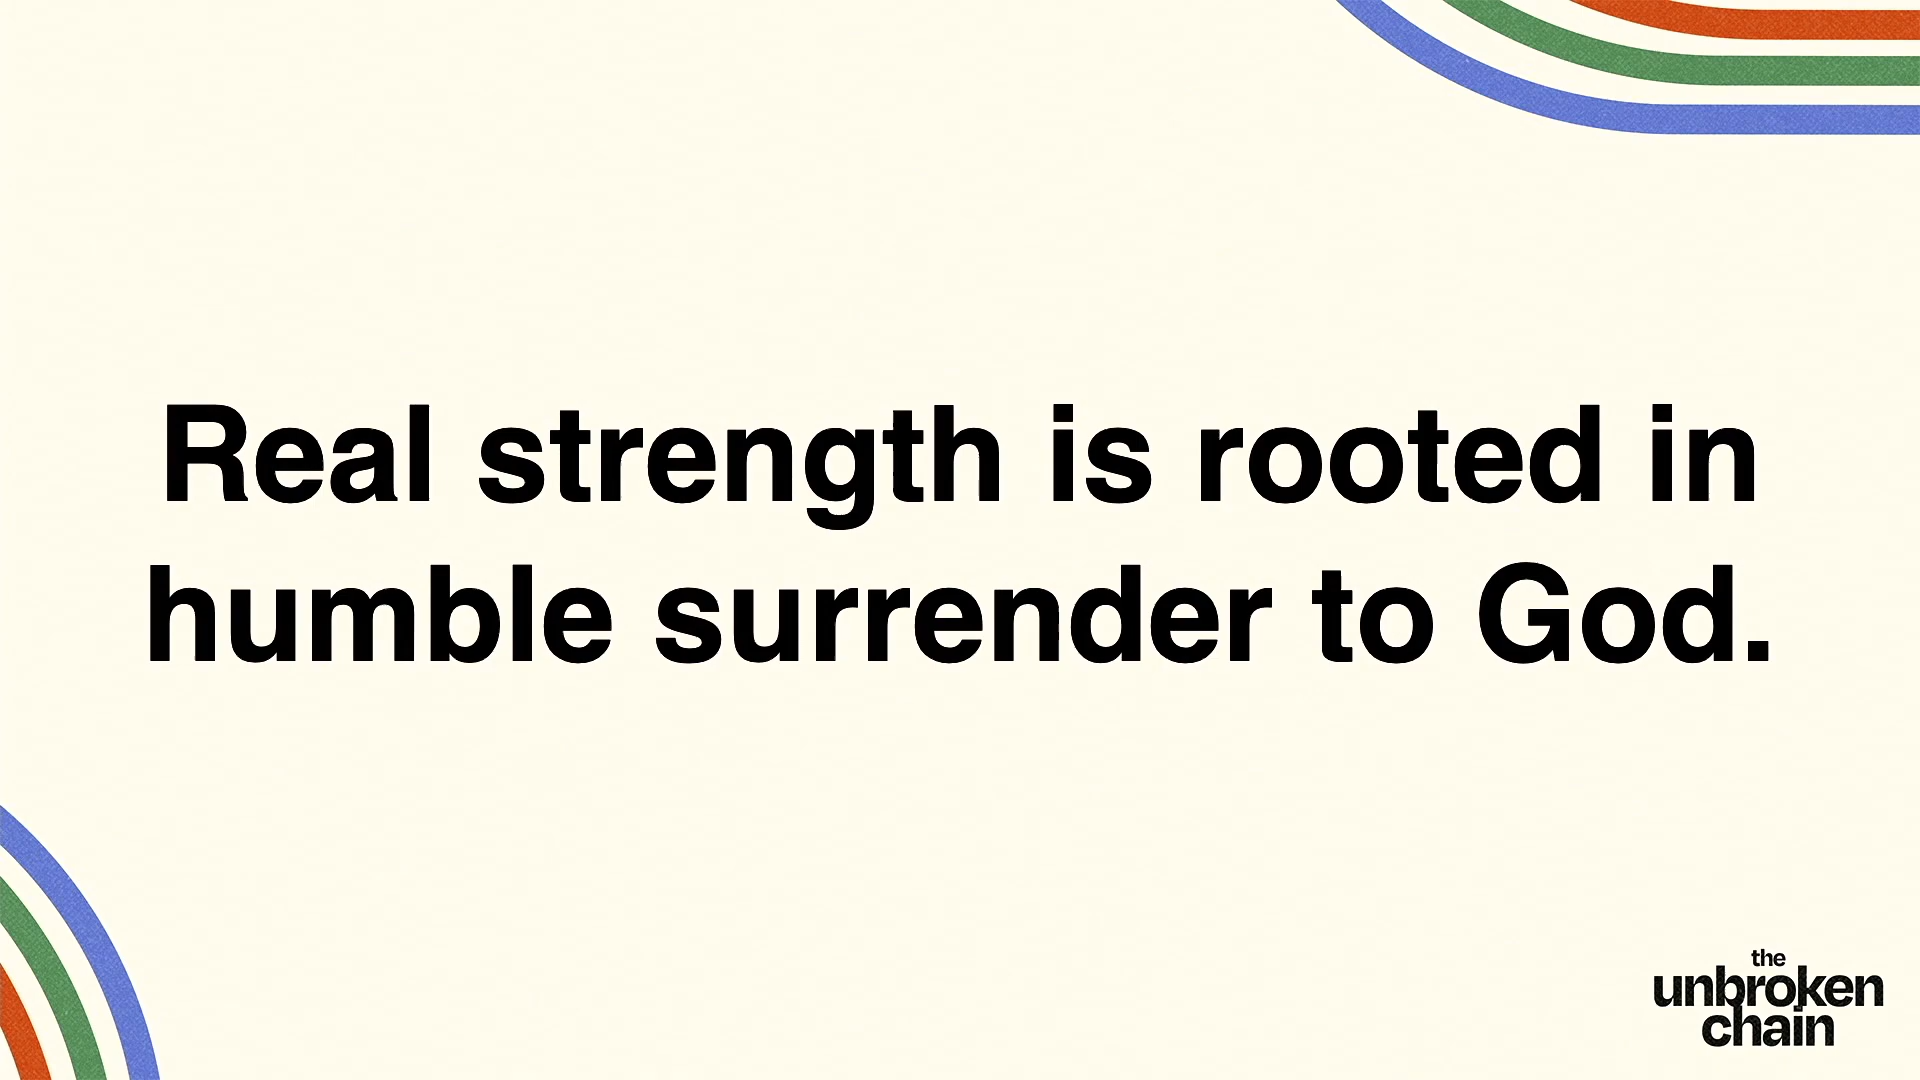 Real strength is rooted in
humble surrender to God.
the
unbroken
chain